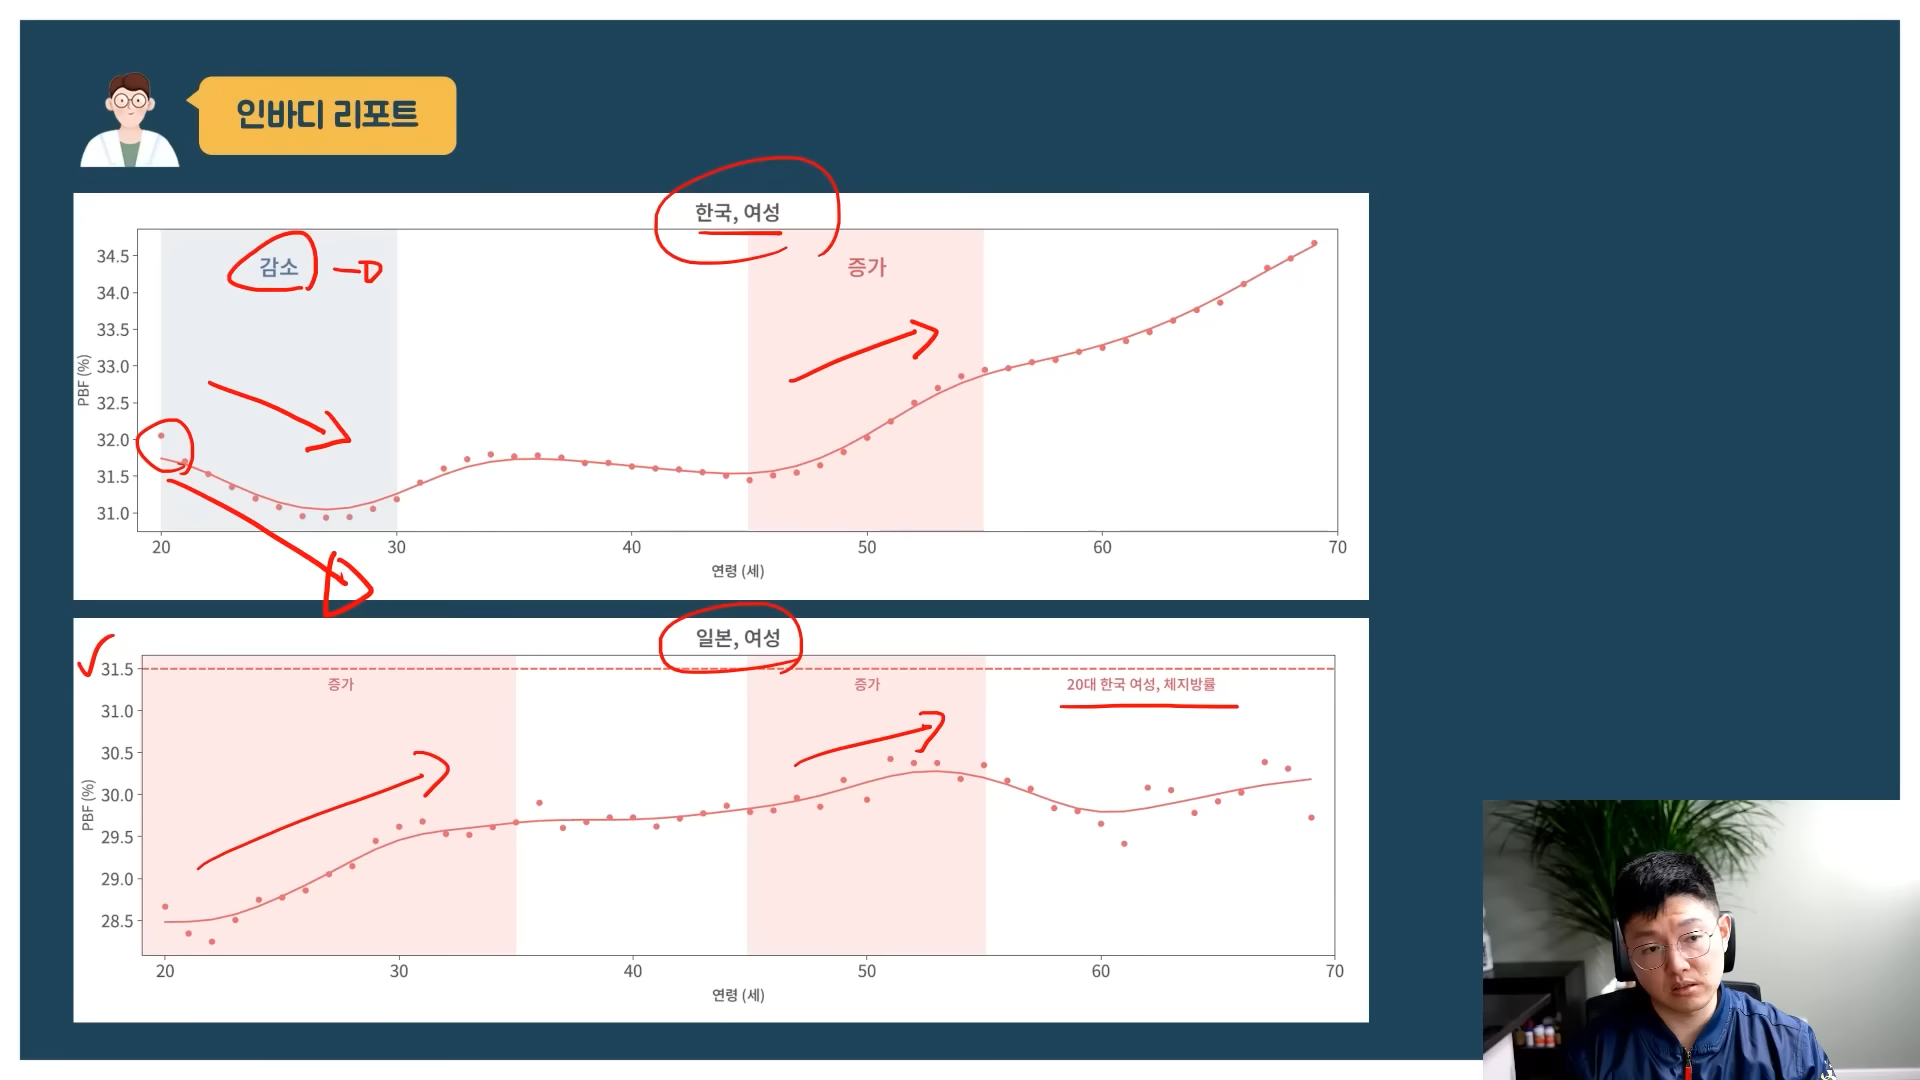 인바디 리포트
한국, 여성
감소
증가
PBF (%)
34.5
34.0
33.5
33.0
32.5
32.0
31.5
31.0
20 30 40 50 60 70
연령 (세)
일본, 여성
증가
증가
20대 한국 여성, 체지방률
PBF (%)
31.5
31.0
30.5
30.0
29.5
29.0
28.5
20 30 40 50 60 70
연령 (세)